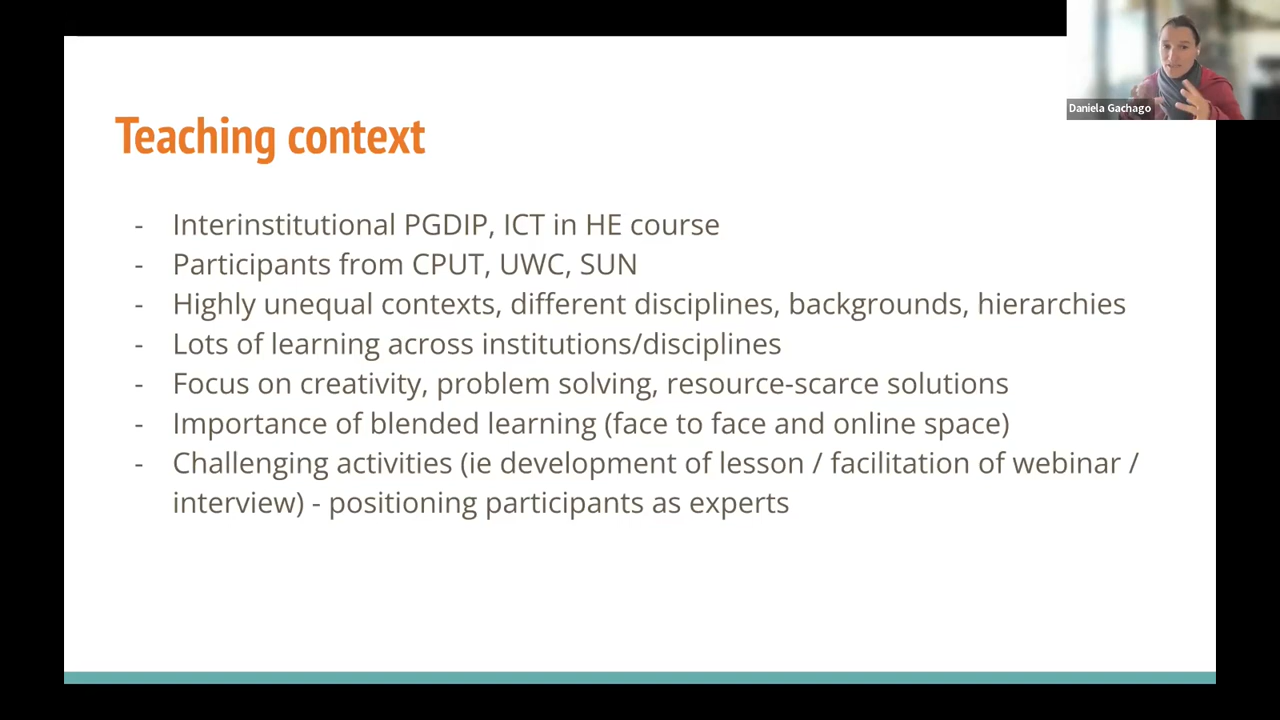 Daniela Gachago
Teaching context
- Interinstitutional PGDIP, ICT in HE course
- Participants from CPUT, UWC, SUN
- Highly unequal contexts, different disciplines, backgrounds, hierarchies
- Lots of learning across institutions/disciplines
- Focus on creativity, problem solving, resource-scarce solutions
- Importance of blended learning (face to face and online space)
- Challenging activities (ie development of lesson / facilitation of webinar /
interview) - positioning participants as experts